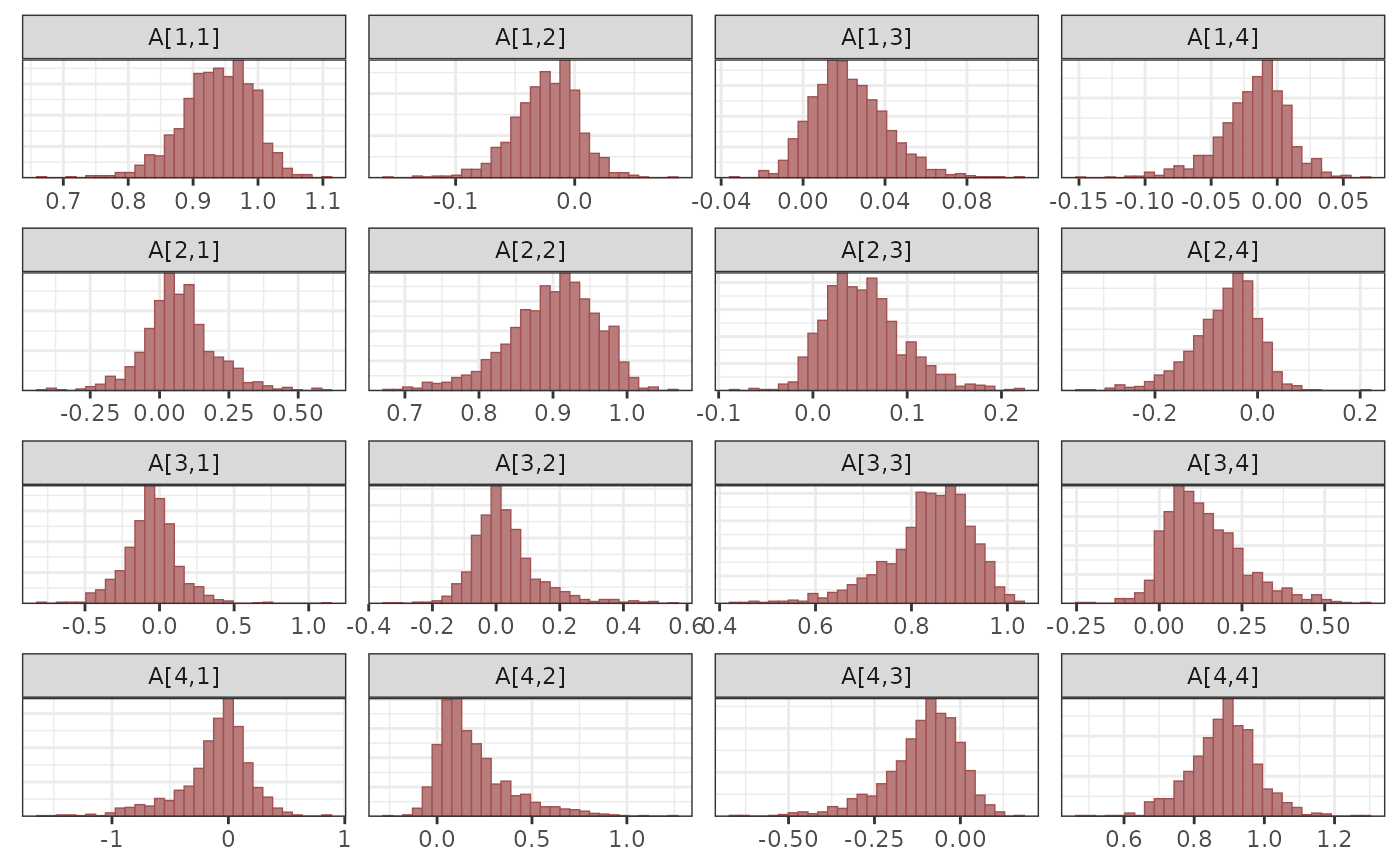 A[1,1] A[1,2] A[1,3] A[1,4]
0.7 0.8 0.9 1.0 1.1 -0.1 0.0 -0.04 0.00 0.04 0.08 -0.15 -0.10 -0.05 0.00 0.05
A[2,1] A[2,2] A[2,3] A[2,4]
-0.25 0.00 0.25 0.50 0.7 0.8 0.9 1.0 -0.1 0.0 0.1 0.2 -0.2 0.0 0.2
A[3,1] A[3,2] A[3,3] A[3,4]
-0.5 0.0 0.5 1.0 -0.4 -0.2 0.0 0.2 0.4 0.6 0.4 0.6 0.8 1.0 -0.25 0.00 0.25 0.50
A[4,1] A[4,2] A[4,3] A[4,4]
-1 0 1 0.0 0.5 1.0 -0.50 -0.25 0.00 0.6 0.8 1.0 1.2